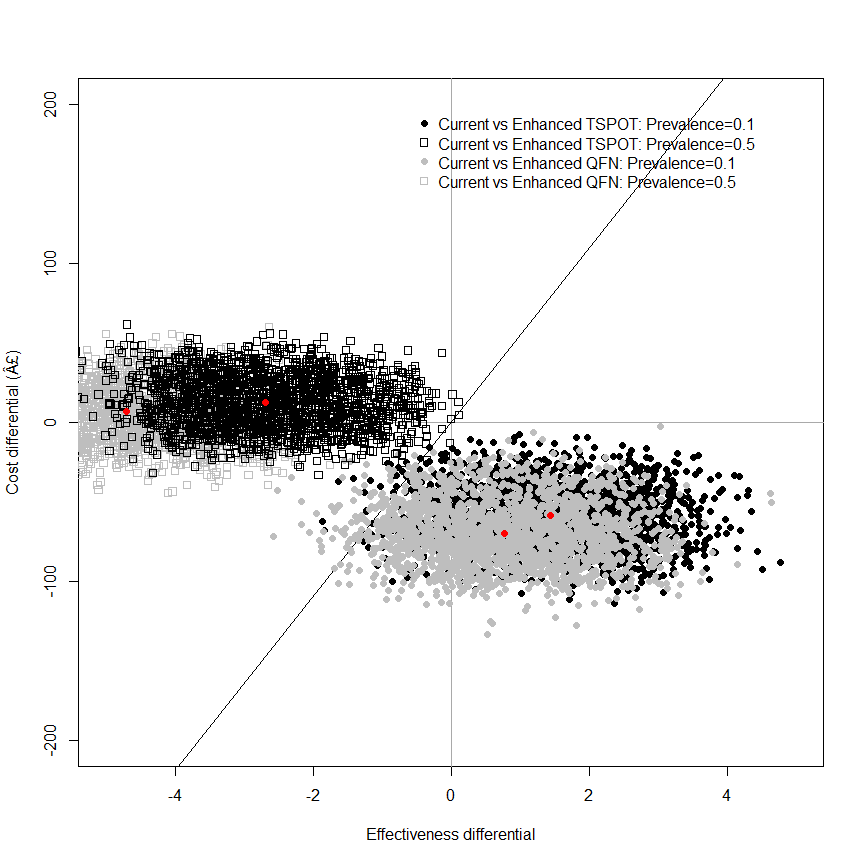 Current vs Enhanced TSPOT: Prevalence=0.1
Current vs Enhanced TSPOT: Prevalence=0.5
Current vs Enhanced QFN: Prevalence=0.1
Current vs Enhanced QFN: Prevalence=0.5
200
100
0
-100
-200
Cost differential (Â£)
-4
-2
0
2
4
Effectiveness differential